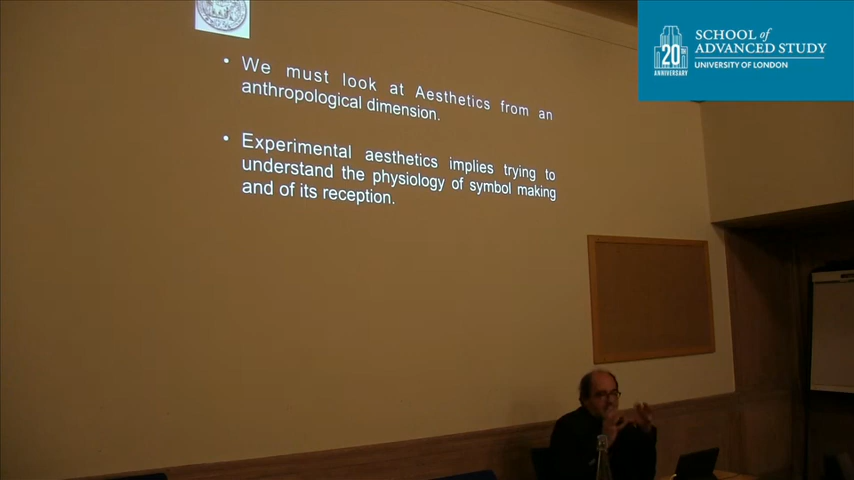 • We must look at Aesthetics from an
anthropological dimension.
• Experimental aesthetics implies trying to
understand the physiology of symbol making
and of its reception.
20TH
ANNIVERSARY
SCHOOL of
ADVANCED STUDY
UNIVERSITY OF LONDON